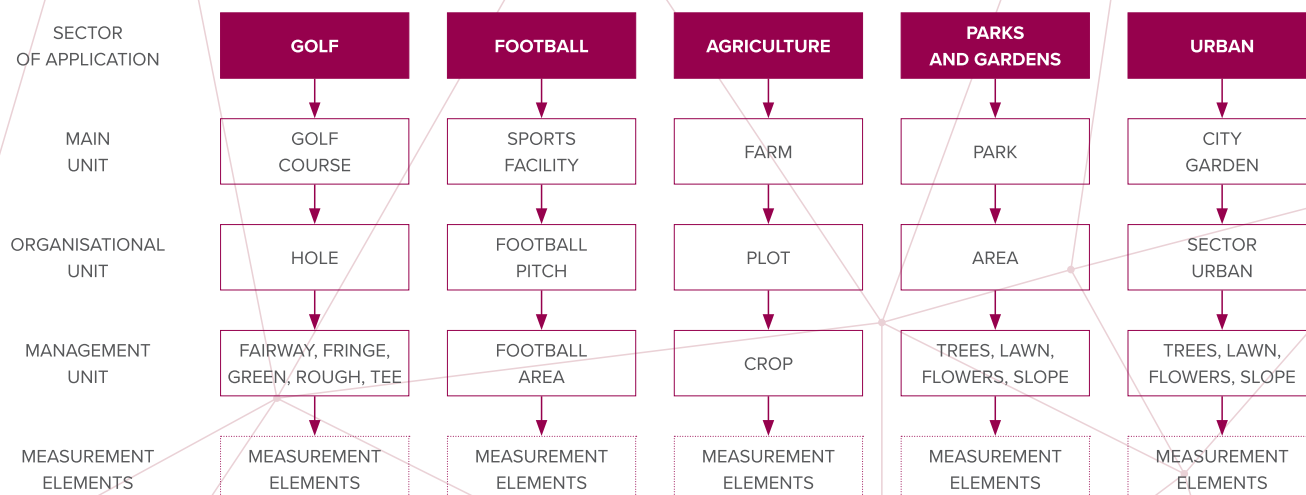 SECTOR
OF APPLICATION
GOLF
FOOTBALL
AGRICULTURE
PARKS
AND GARDENS
URBAN
MAIN
UNIT
GOLF
COURSE
SPORTS
FACILITY
FARM
PARK
CITY
GARDEN
ORGANISATIONAL
UNIT
HOLE
FOOTBALL
PITCH
PLOT
AREA
SECTOR
URBAN
MANAGEMENT
UNIT
FAIRWAY, FRINGE,
GREEN, ROUGH, TEE
FOOTBALL
AREA
CROP
TREES, LAWN,
FLOWERS, SLOPE
TREES, LAWN,
FLOWERS, SLOPE
MEASUREMENT
ELEMENTS
MEASUREMENT
ELEMENTS
MEASUREMENT
ELEMENTS
MEASUREMENT
ELEMENTS
MEASUREMENT
ELEMENTS
MEASUREMENT
ELEMENTS